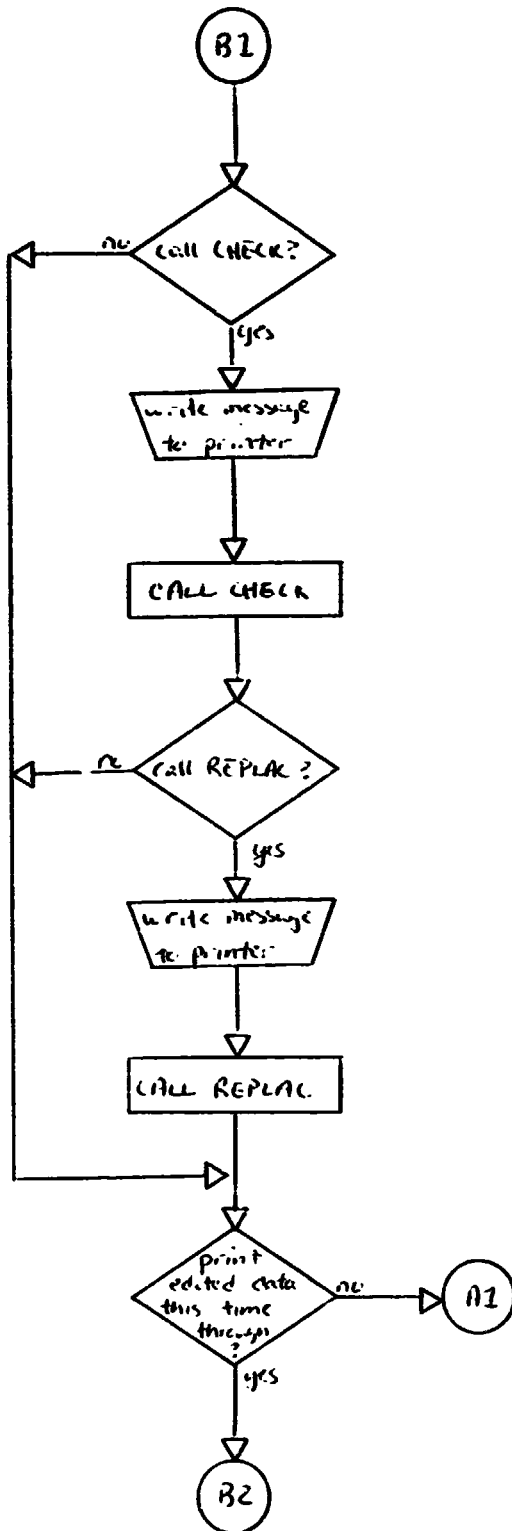 B1
call CHECK?
no
yes
write message
to printer
CALL CHECK
call REPLAC?
no
yes
write message
to printer
CALL REPLAC
print
edited data
this time
through
?
no
A1
yes
B2